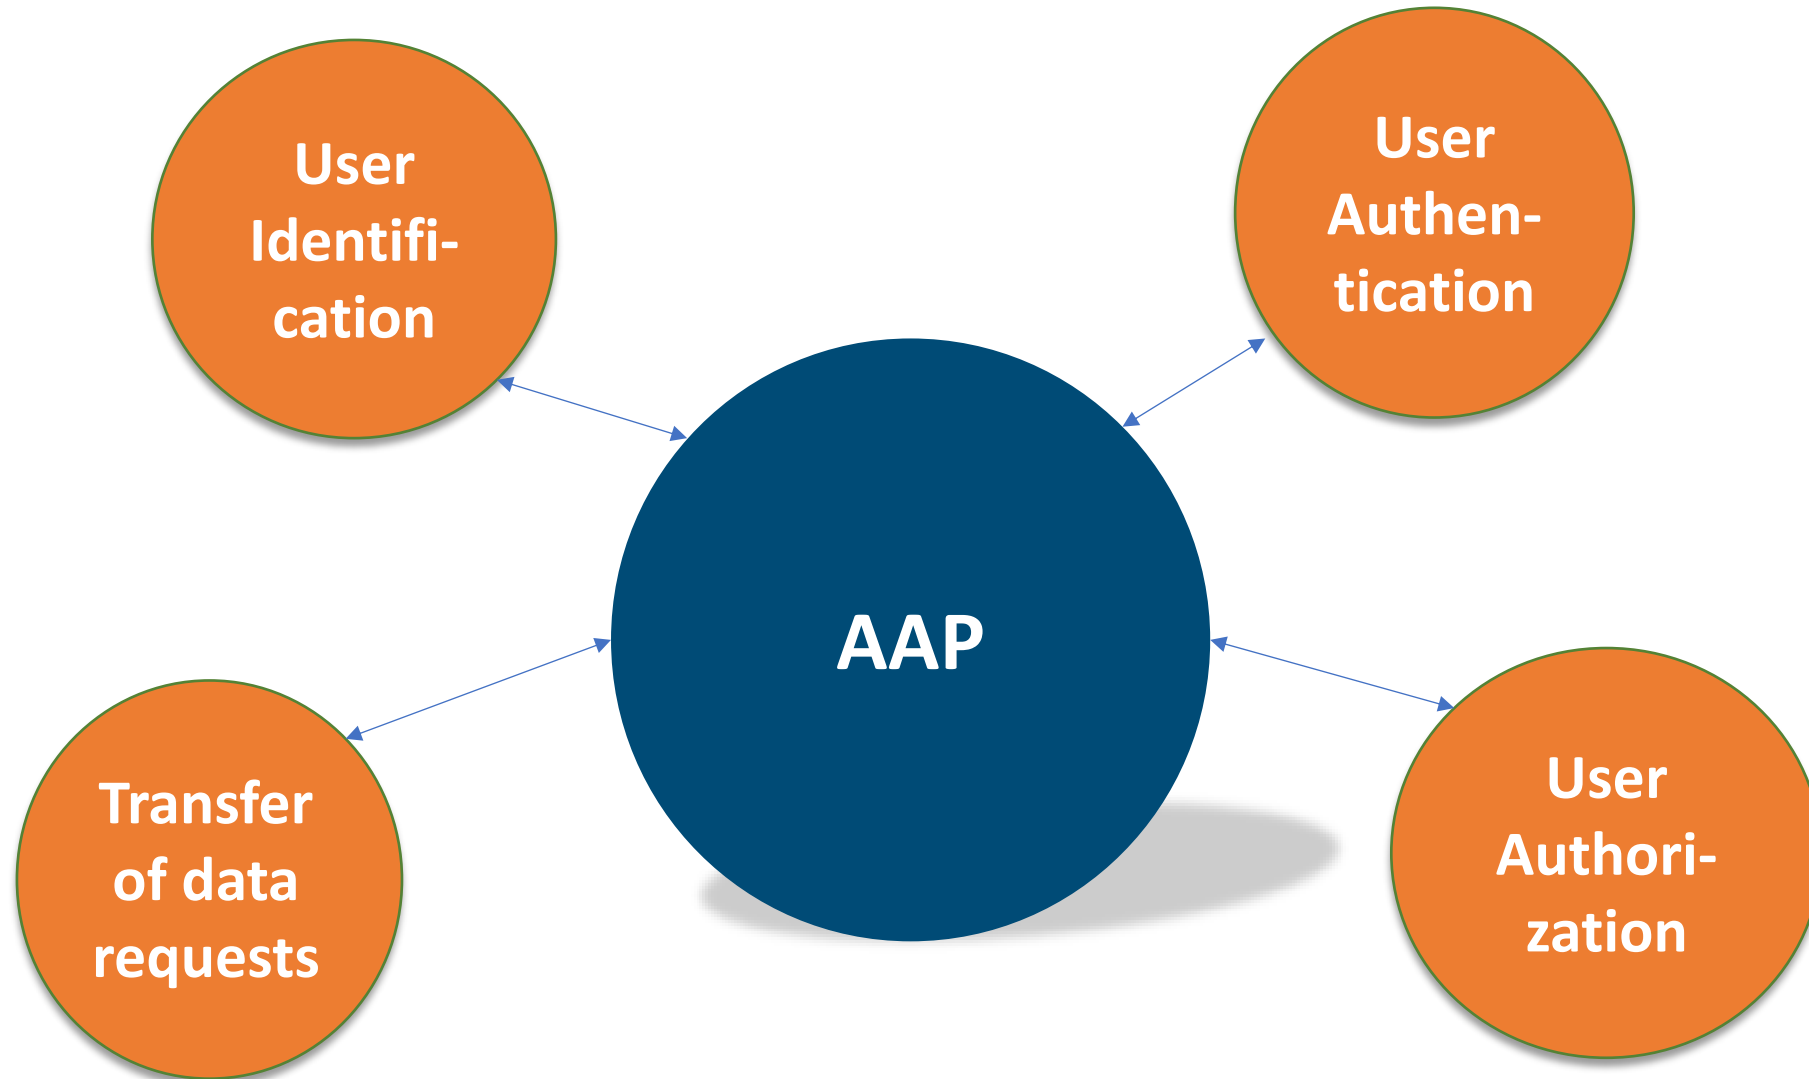 User
Identifi-
cation
User
Authen-
tication
AAP
Transfer
of data
requests
User
Authori-
zation